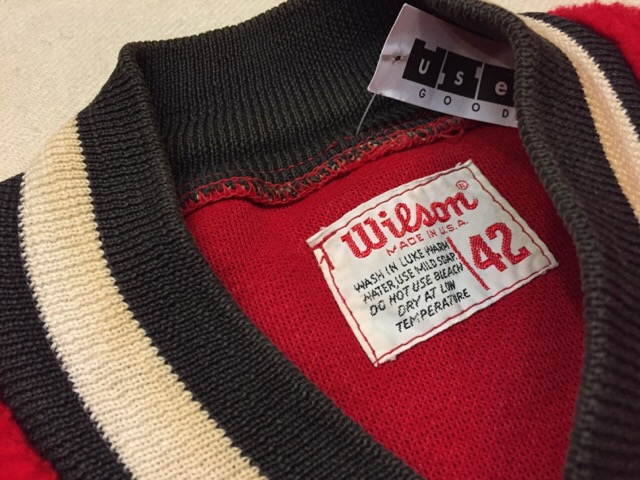 use
GOOD
Wilson®
MADE IN U.S.A.
WASH IN LUKE WARM
WATER, USE MILD SOAP.
DO NOT USE BLEACH
DRY AT LOW
TEMPERATURE
42